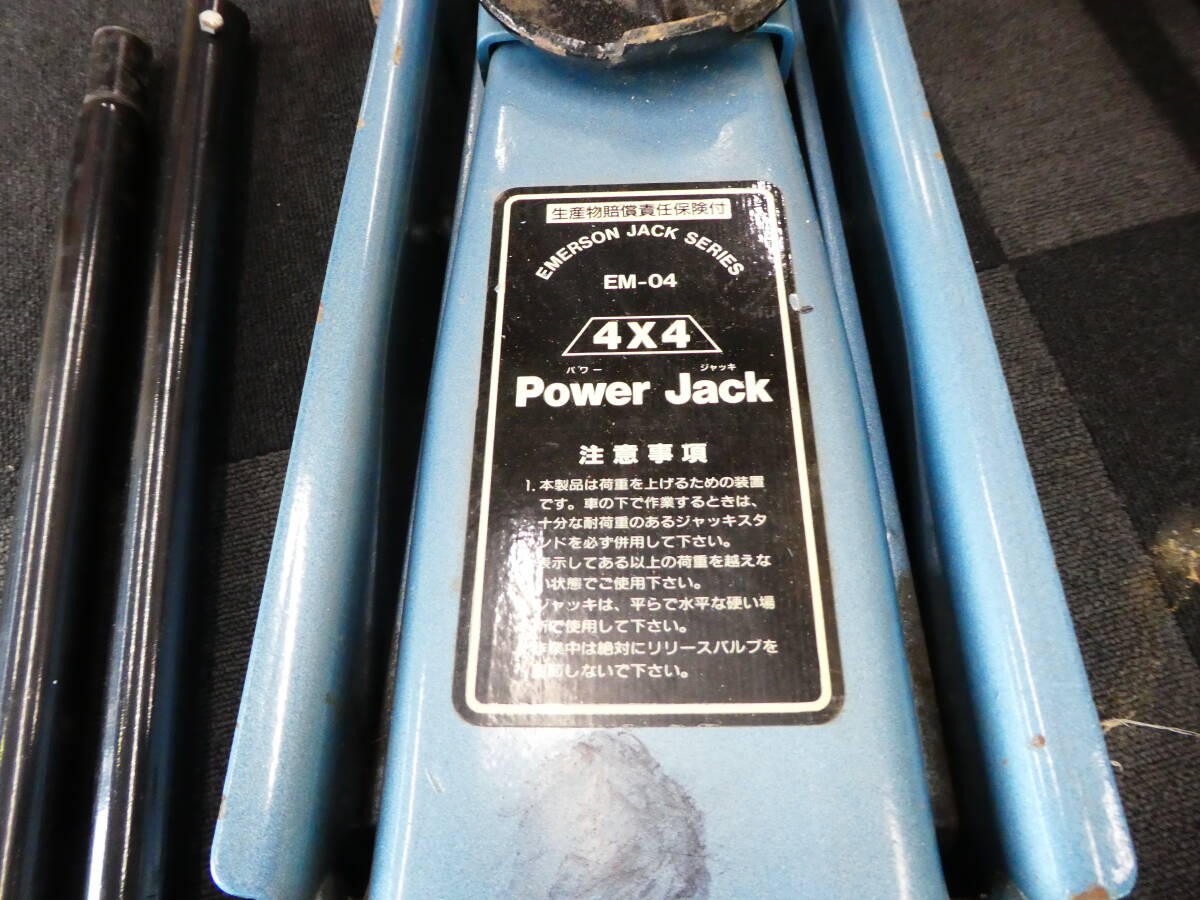 生産物賠償責任保険付
EMERSON JACK SERIES
EM-04
4X4
パワー ジャッキ
Power Jack
注意事項
1. 本製品は荷重を上げるための装置
です。車の下で作業するときは、
十分な耐荷重のあるジャッキスタ
ンドを必ず併用して下さい。
表示してある以上の荷重を越えな
い状態でご使用下さい。
ジャッキは、平らで水平な硬い場
所で使用して下さい。
作業中は絶対にリリースバルブを
しないで下さい。